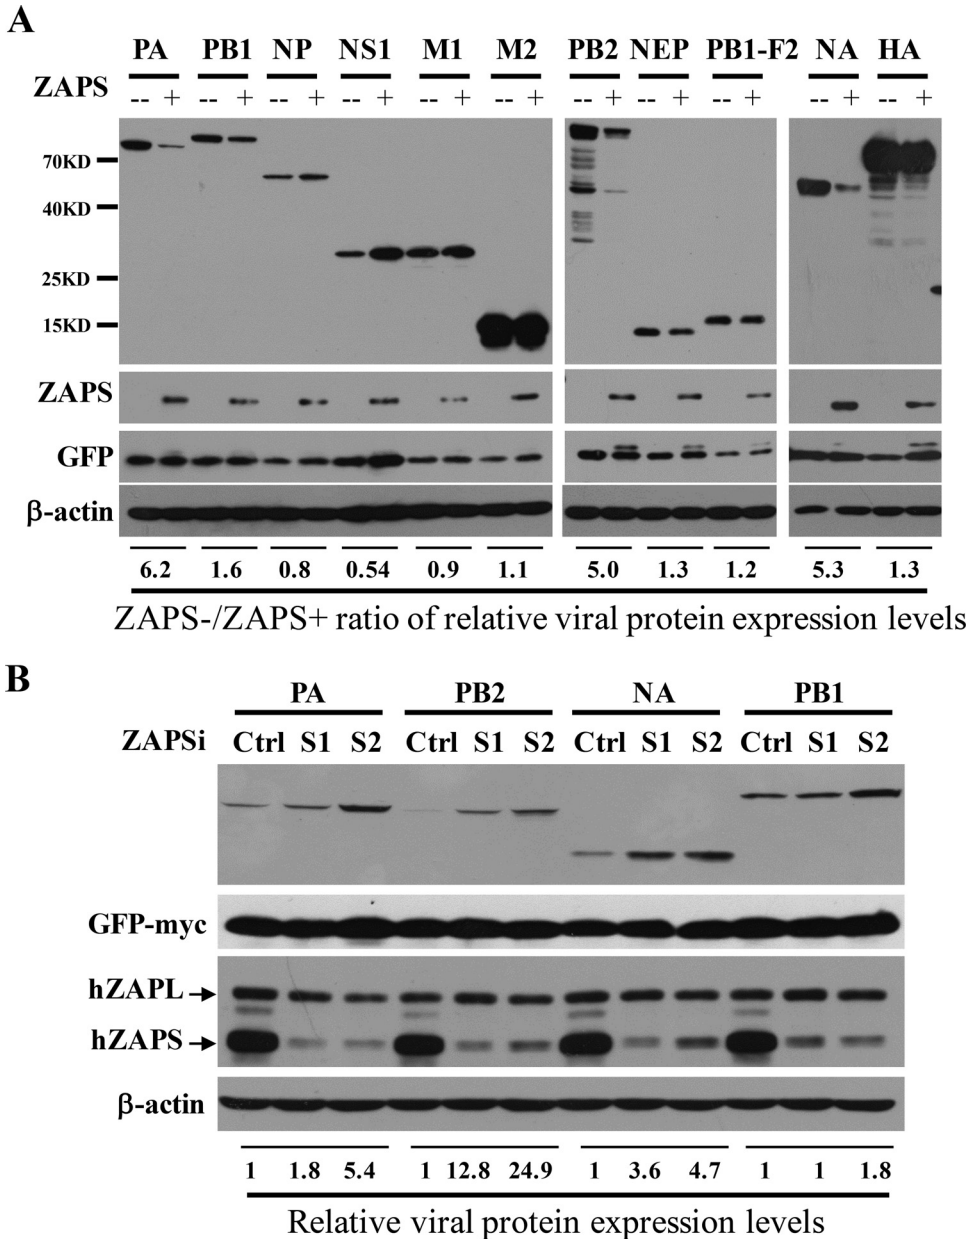 A
PA PB1 NP NS1 M1 M2 PB2 NEP PB1-F2 NA HA
ZAPS
-- + -- + -- + -- + -- + -- + -- + -- + -- + -- + -- +
70KD
40KD
25KD
15KD
ZAPS
GFP
β-actin
6.2 1.6 0.8 0.54 0.9 1.1 5.0 1.3 1.2 5.3 1.3
ZAPS-/ZAPS+ ratio of relative viral protein expression levels
B
PA PB2 NA PB1
ZAPSi Ctrl S1 S2 Ctrl S1 S2 Ctrl S1 S2 Ctrl S1 S2
GFP-myc
hZAPL
hZAPS
β-actin
1 1.8 5.4 1 12.8 24.9 1 3.6 4.7 1 1 1.8
Relative viral protein expression levels